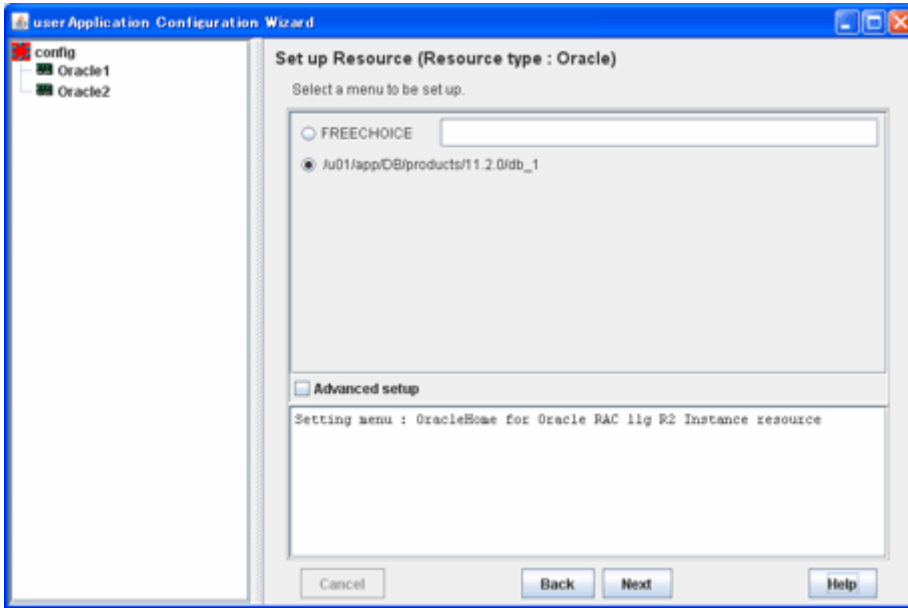 userApplication Configuration Wizard
config
Oracle1
Oracle2
Set up Resource (Resource type : Oracle)
Select a menu to be set up.
FREECHOICE
/u01/app/DB/products/11.2.0/db_1
Advanced setup
Setting menu : OracleHome for Oracle RAC 11g R2 Instance resource
Cancel
Back
Next
Help